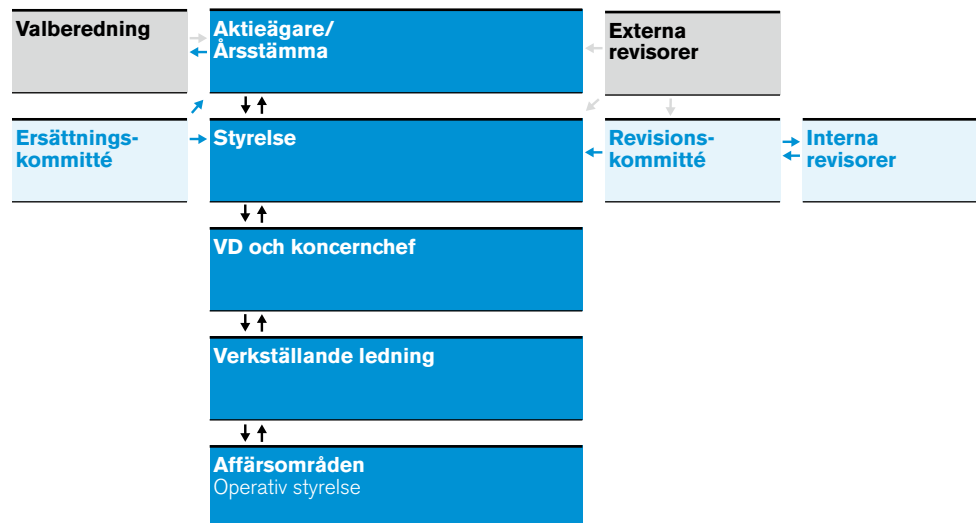 Valberedning
Aktieägare/
Årsstämma
Externa
revisorer
Ersättnings-
kommitté
Styrelse
Revisions-
kommitté
Interna
revisorer
VD och koncernchef
Verkställande ledning
Affärsområden
Operativ styrelse